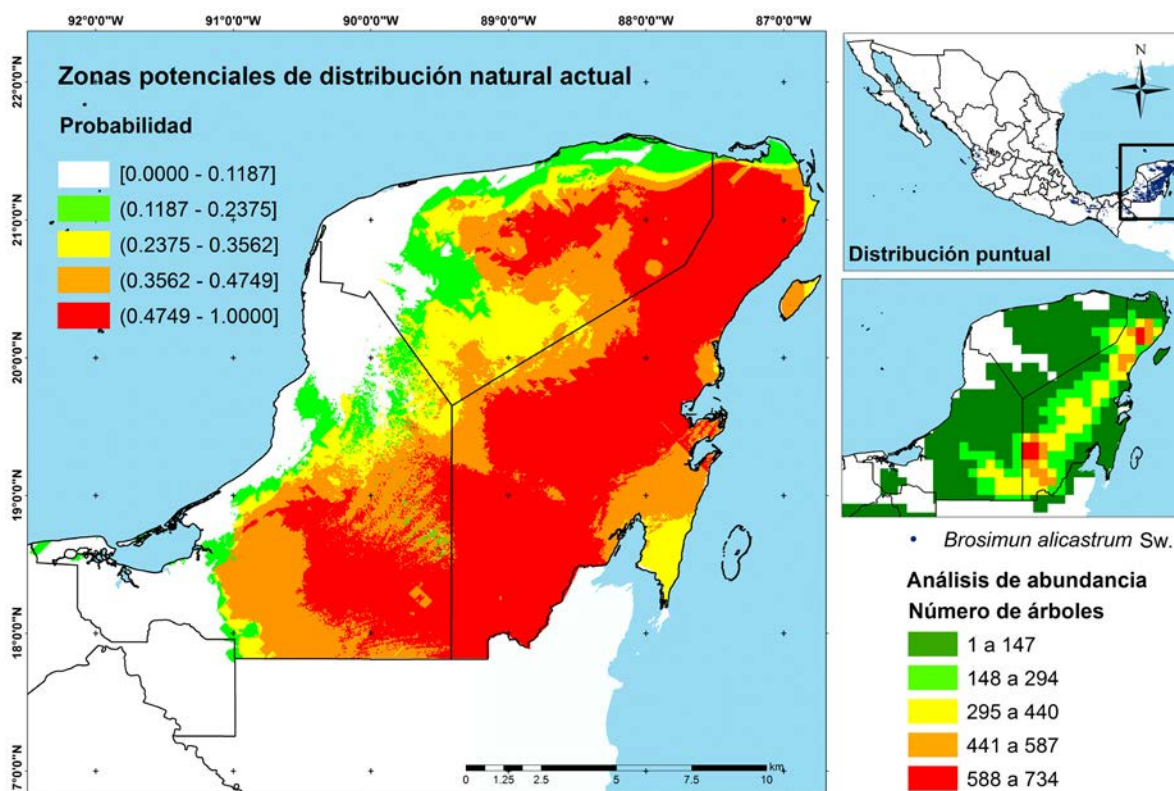 92°0'0"W
91°0'0"W
90°0'0"W
89°0'0"W
88°0'0"W
87°0'0"W
22°0'0"N
21°0'0"N
20°0'0"N
19°0'0"N
18°0'0"N
7°0'0"N
Zonas potenciales de distribución natural actual
Probabilidad
[0.0000 - 0.1187]
(0.1187 - 0.2375]
(0.2375 - 0.3562]
(0.3562 - 0.4749]
(0.4749 - 1.0000]
km
0 1.25 2.5 5 7.5 10
N
Distribución puntual
Brosimun alicastrum Sw.
Análisis de abundancia
Número de árboles
1 a 147
148 a 294
295 a 440
441 a 587
588 a 734